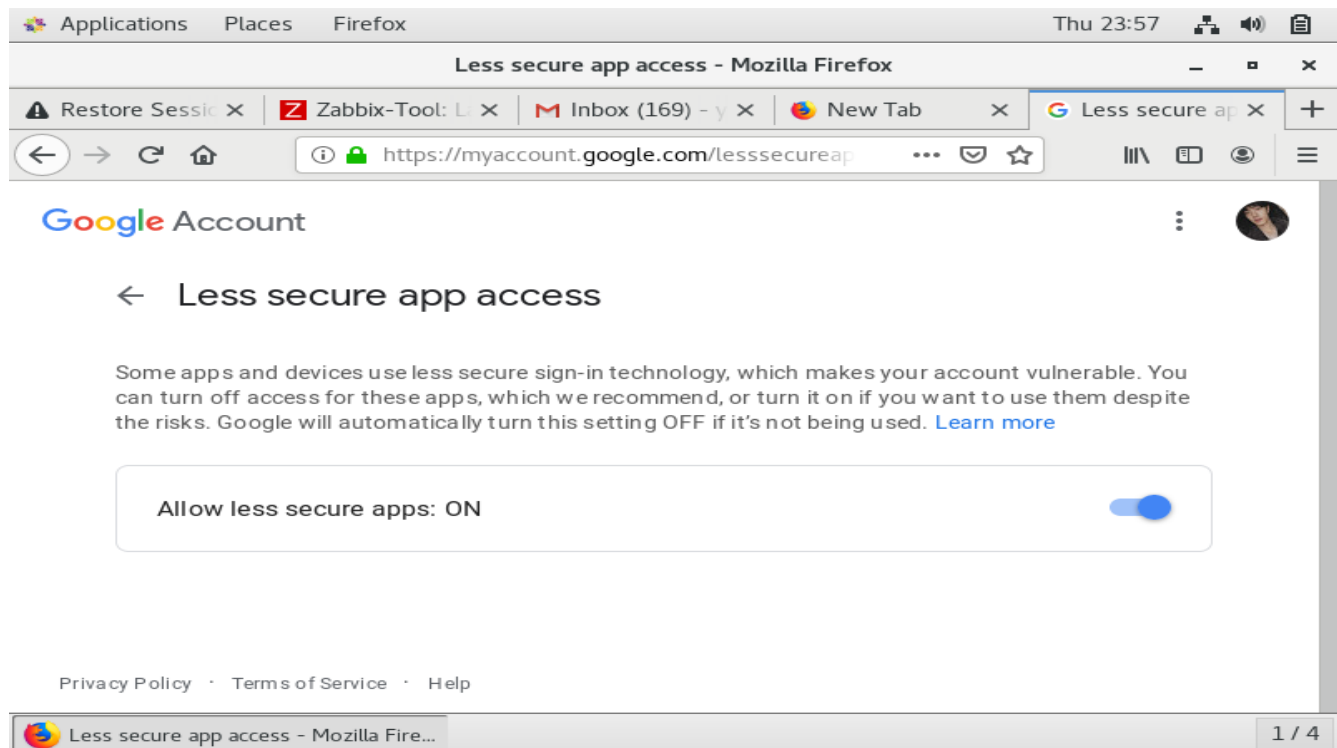 Applications Places Firefox Thu 23:57
Less secure app access - Mozilla Firefox
Restore Sessic Zabbix-Tool: L Inbox (169) - y New Tab Less secure ap
https://myaccount.google.com/lesssecureap
Google Account
Less secure app access
Some apps and devices use less secure sign-in technology, which makes your account vulnerable. You
can turn off access for these apps, which we recommend, or turn it on if you want to use them despite
the risks. Google will automatically turn this setting OFF if it's not being used. Learn more
Allow less secure apps: ON
Privacy Policy · Terms of Service · Help
Less secure app access - Mozilla Fire... 1 / 4